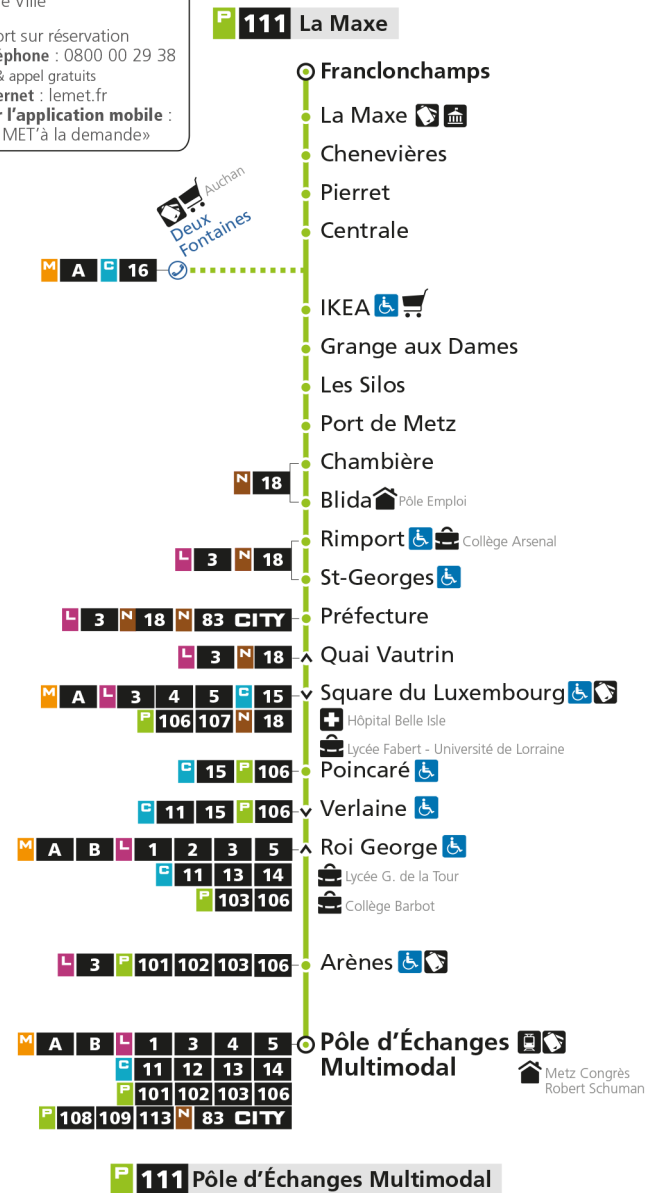 e Ville
P 111 La Maxe
ort sur réservation
éphone : 0800 00 29 38
& appel gratuits
ernet : lemet.fr
r l'application mobile :
MET'à la demande»
Franclonchamps
La Maxe
Chenevières
Pierret
Centrale
Auchan
Deux
Fontaines
M A C 16
IKEA
Grange aux Dames
Les Silos
Port de Metz
Chambière
N 18
Blida Pôle Emploi
Rimport Collège Arsenal
L 3 N 18
St-Georges
L 3 N 18 N 83 CITY Préfecture
L 3 N 18 Quai Vautrin
M A L 3 4 5 C 15 Square du Luxembourg
P 106 107 N 18 Hôpital Belle Isle
Lycée Fabert - Université de Lorraine
C 15 P 106 Poincaré
C 11 15 P 106 Verlaine
M A B L 1 2 3 5 Roi George
C 11 13 14 Lycée G. de la Tour
P 103 106 Collège Barbot
L 3 P 101 102 103 106 Arènes
M A B L 1 3 4 5 Pôle d'Échanges
C 11 12 13 14 Multimodal
P 101 102 103 106 Metz Congrès
Robert Schuman
P 108 109 113 N 83 CITY
P 111 Pôle d'Échanges Multimodal